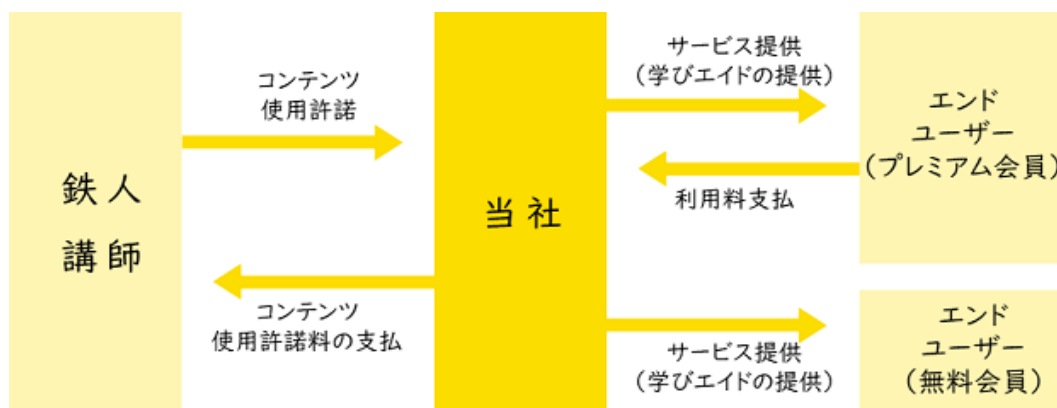 鉄人
講師
コンテンツ
使用許諾
コンテンツ
使用許諾料の支払
当社
サービス提供
(学びエイドの提供)
利用料支払
サービス提供
(学びエイドの提供)
エンド
ユーザー
(プレミアム会員)
エンド
ユーザー
(無料会員)